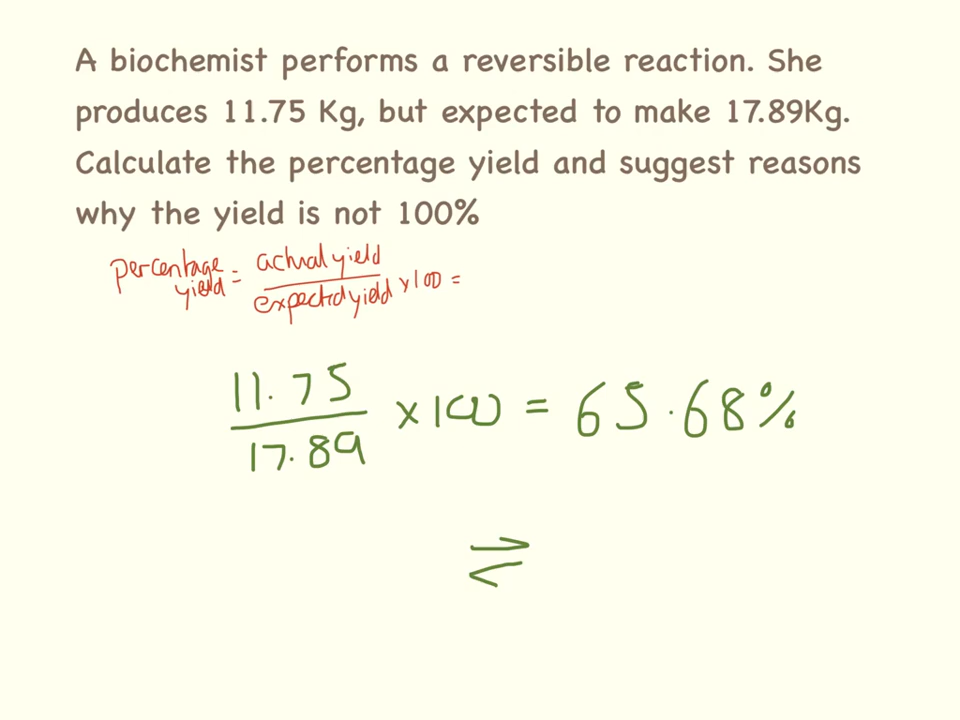 A biochemist performs a reversible reaction. She
produces 11.75 Kg, but expected to make 17.89Kg.
Calculate the percentage yield and suggest reasons
why the yield is not 100%
percentage yield = actual yield / expected yield x100 =
11.75 / 17.89 x100 = 65.68%
⇌